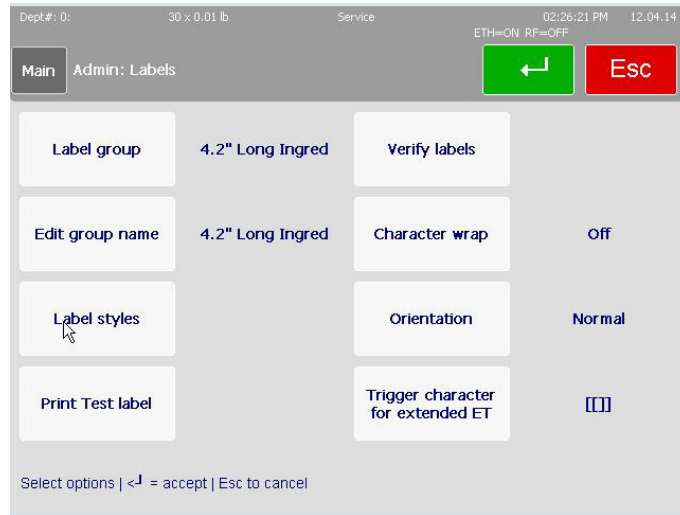 Dept#: 0: 30 x 0.01 lb Service 02:26:21 PM 12.04.14
ETH=ON RF=OFF
Main Admin: Labels Esc
Label group 4.2" Long Ingred Verify labels
Edit group name 4.2" Long Ingred Character wrap Off
Label styles Orientation Normal
Print Test label Trigger character for extended ET [[]]
Select options | <┘ = accept | Esc to cancel